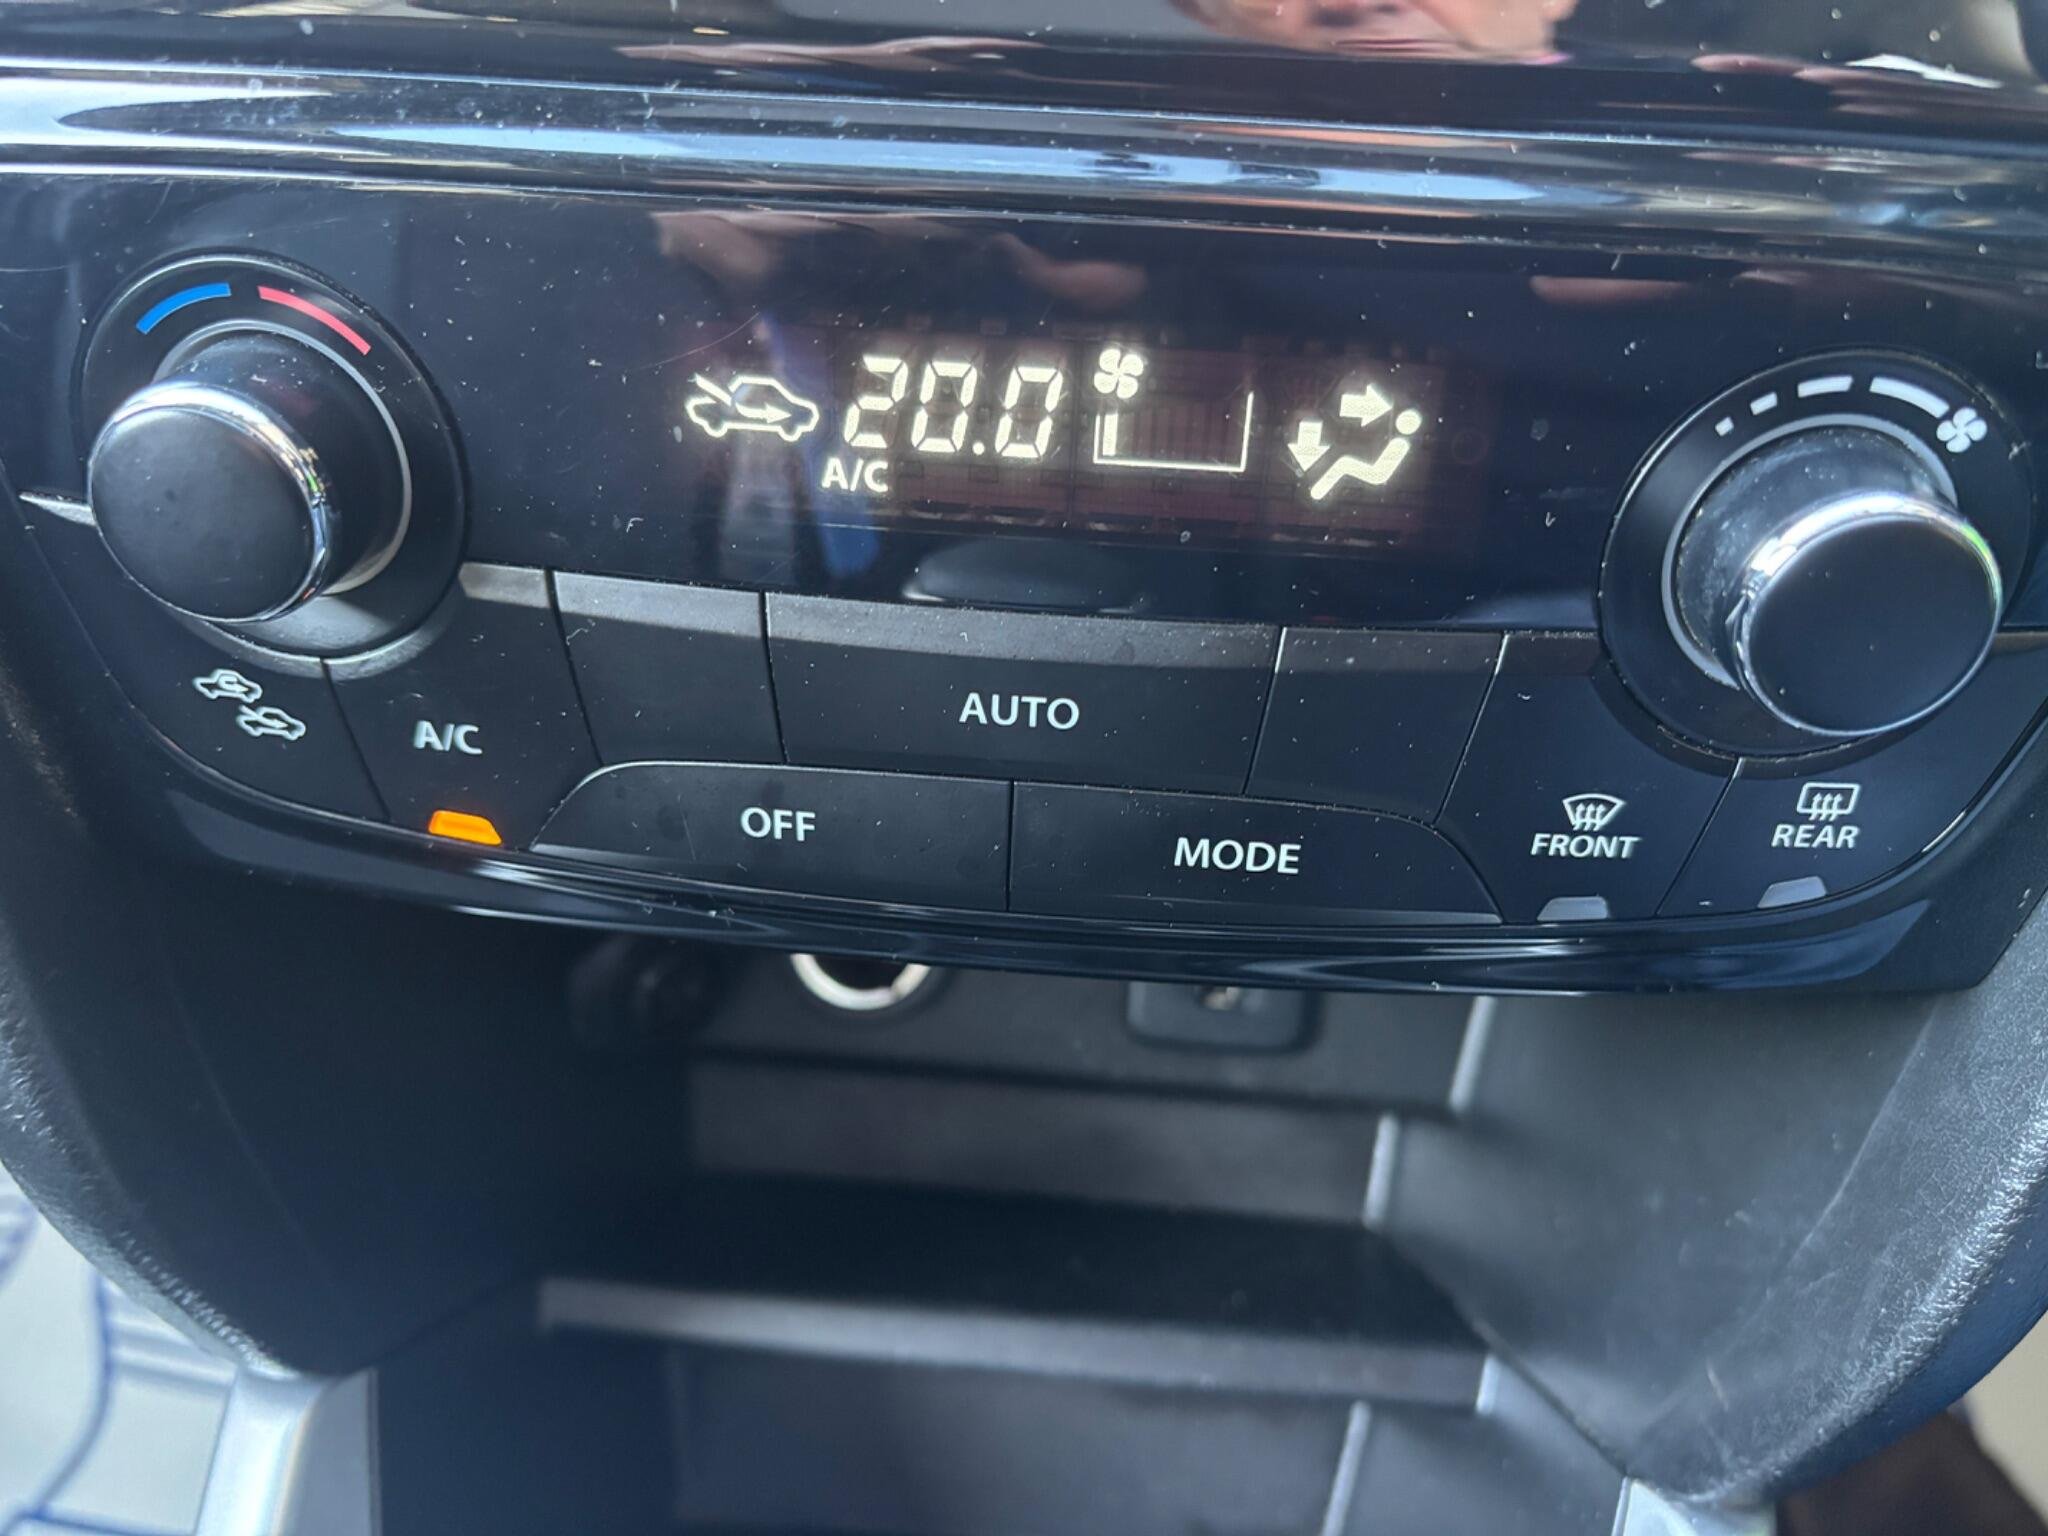 20.0
A/C
A/C
AUTO
OFF
MODE
FRONT
REAR